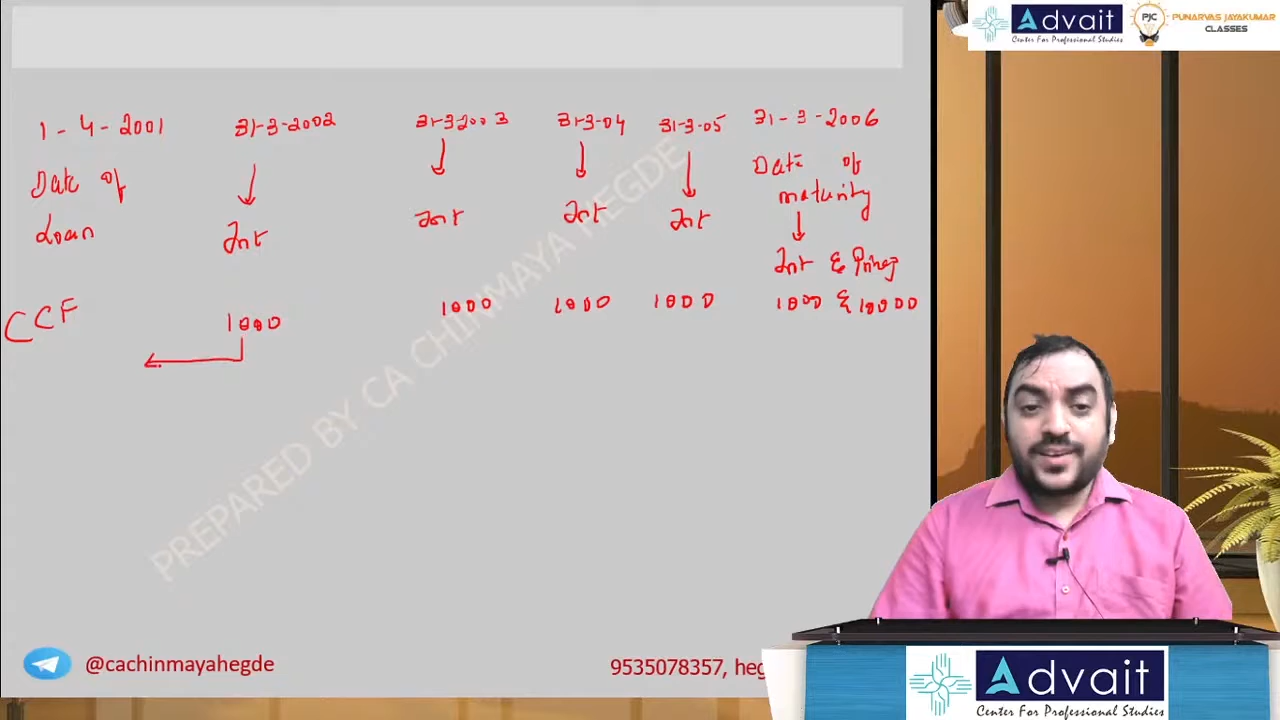 Advait
Center For Professional Studies
PJC
PUNARVAS JAYAKUMAR
CLASSES
1-4-2001 31-3-2002 31-3-2003 31-3-04 31-3-05 31-3-2006
Date of
Loan
Int
Int
Int
Int
Date of
maturity
Int & Princ
CCF 1000 1000 1000 1000 1000 & 10000
PREPARED BY CA CHINMAYA HEGDE
@cachinmayahegde
9535078357, heg
Advait
Center For Professional Studies